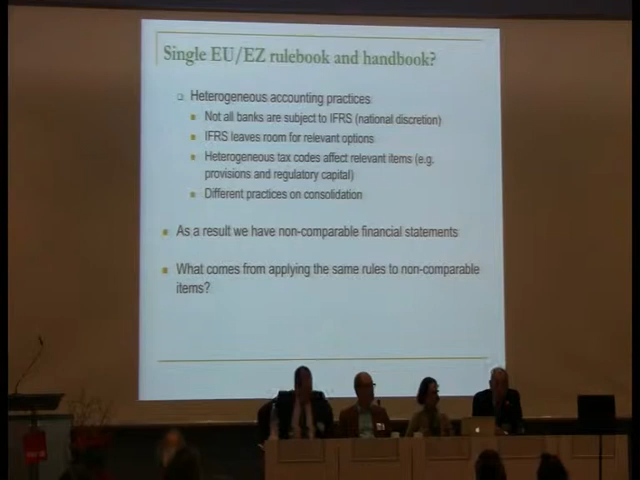 Single EU/EZ rulebook and handbook?
Heterogeneous accounting practices
Not all banks are subject to IFRS (national discretion)
IFRS leaves room for relevant options
Heterogeneous tax codes affect relevant items (e.g.
provisions and regulatory capital)
Different practices on consolidation
As a result we have non-comparable financial statements
What comes from applying the same rules to non-comparable
items?